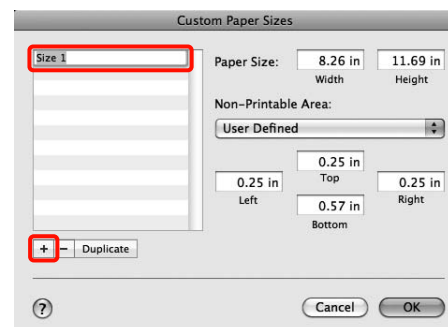 Custom Paper Sizes
Size 1
Paper Size: 8.26 in 11.69 in
Width Height
Non-Printable Area:
User Defined
0.25 in
Top
0.25 in 0.25 in
Left Right
0.57 in
Bottom
+ − Duplicate
? Cancel OK